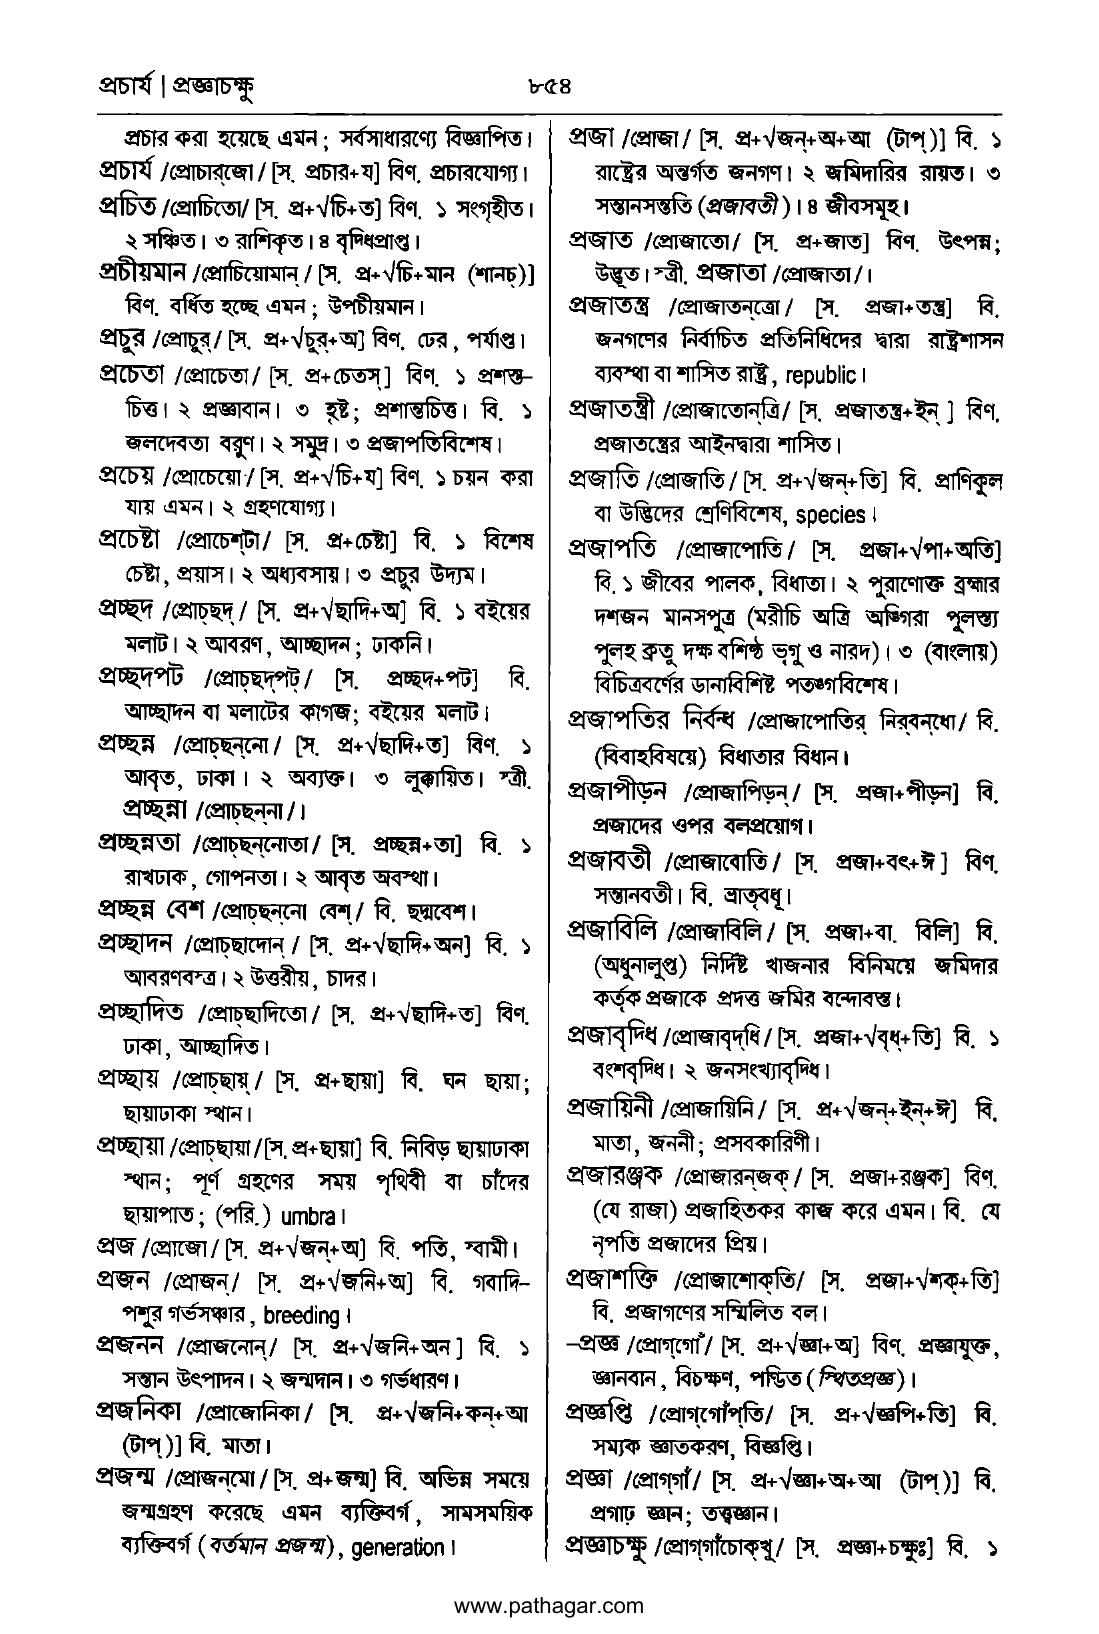 প্রচার্য | প্রজ্ঞাচক্ষু
৮৫৪
প্রচার করা হয়েছে এমন; সর্বসাধারণ্যে বিজ্ঞাপিত।
প্রচার্য /প্রোচার্‌জো/ [স. প্রচার+য] বিণ. প্রচারযোগ্য।
প্রচিত /প্রোচিতো/ [স. প্র+√চি+ত] বিণ. ১ সংগৃহীত।
২ সঞ্চিত। ৩ রাশিকৃত। ৪ বৃদ্ধিপ্রাপ্ত।
প্রচীয়মান /প্রোচিয়োমান্/ [স. প্র+√চি+মান (শানচ)]
বিণ. বর্ধিত হচ্ছে এমন; উপচীয়মান।
প্রচুর /প্রোচুর্/ [স. প্র+√চুর্+অ] বিণ. ঢের, পর্যাপ্ত।
প্রচেতা /প্রোচেতা/ [স. প্র+চেতস্] বিণ. ১ প্রশস্ত–
চিত্ত। ২ প্রজ্ঞাবান। ৩ হৃষ্ট; প্রশান্তচিত্ত। বি. ১
জলদেবতা বরুণ। ২ সমুদ্র। ৩ প্রজাপতিবিশেষ।
প্রচেয় /প্রোচেয়ো/ [স. প্র+√চি+য] বিণ. ১ চয়ন করা
যায় এমন। ২ গ্রহণযোগ্য।
প্রচেষ্টা /প্রোচেশ্‌টা/ [স. প্র+চেষ্টা] বি. ১ বিশেষ
চেষ্টা, প্রয়াস। ২ অধ্যবসায়। ৩ প্রচুর উদ্যম।
প্রচ্ছদ /প্রোচ্‌ছদ্/ [স. প্র+√ছাদি+অ] বি. ১ বইয়ের
মলাট। ২ আবরণ, আচ্ছাদন; ঢাকনি।
প্রচ্ছদপট /প্রোচ্‌ছদ্‌পট্/ [স. প্রচ্ছদ+পট] বি.
আচ্ছাদন বা মলাটের কাগজ; বইয়ের মলাট।
প্রচ্ছন্ন /প্রোচ্‌ছন্‌নো/ [স. প্র+√ছাদি+ত] বিণ. ১
আবৃত, ঢাকা। ২ অব্যক্ত। ৩ লুক্কায়িত। স্ত্রী.
প্রচ্ছন্না /প্রোচ্‌ছন্‌না/।
প্রচ্ছন্নতা /প্রোচ্‌ছন্‌নোতা/ [স. প্রচ্ছন্ন+তা] বি. ১
রাখঢাক, গোপনতা। ২ আবৃত অবস্থা।
প্রচ্ছন্ন বেশ /প্রোচ্‌ছন্‌নো বেশ্/ বি. ছদ্মবেশ।
প্রচ্ছাদন /প্রোচ্‌ছাদোন্/ [স. প্র+√ছাদি+অন] বি. ১
আবরণবস্ত্র। ২ উত্তরীয়, চাদর।
প্রচ্ছাদিত /প্রোচ্‌ছাদিতো/ [স. প্র+√ছাদি+ত] বিণ.
ঢাকা, আচ্ছাদিত।
প্রচ্ছায় /প্রোচ্‌ছায়্/ [স. প্র+ছায়া] বি. ঘন ছায়া;
ছায়াঢাকা স্থান।
প্রচ্ছায়া /প্রোচ্‌ছায়া/[স. প্র+ছায়া] বি. নিবিড় ছায়াঢাকা
স্থান; পূর্ণ গ্রহণের সময় পৃথিবী বা চাঁদের
ছায়াপাত; (পরি.) umbra।
প্রজ /প্রোজো/ [স. প্র+√জন্+অ] বি. পতি, স্বামী।
প্রজন /প্রোজন্/ [স. প্র+√জনি+অ] বি. গবাদি–
পশুর গর্ভসঞ্চার, breeding।
প্রজনন /প্রোজনোন্/ [স. প্র+√জনি+অন] বি. ১
সন্তান উৎপাদন। ২ জন্মদান। ৩ গর্ভধারণ।
প্রজনিকা /প্রোজোনিকা/ [স. প্র+√জনি+কন্+আ
(টাপ্)] বি. মাতা।
প্রজন্ম /প্রোজন্‌মো/ [স. প্র+জন্ম] বি. অভিন্ন সময়ে
জন্মগ্রহণ করেছে এমন ব্যক্তিবর্গ, সামসময়িক
ব্যক্তিবর্গ (বর্তমান প্রজন্ম), generation।
প্রজা /প্রোজা/ [স. প্র+√জন্+অ+আ (টাপ্)] বি. ১
রাষ্ট্রের অন্তর্গত জনগণ। ২ জমিদারির রায়ত। ৩
সন্তানসন্ততি (প্রজাবতী)। ৪ জীবসমূহ।
প্রজাত /প্রোজাতো/ [স. প্র+জাত] বিণ. উৎপন্ন;
উদ্ভূত। স্ত্রী. প্রজাতা /প্রোজাতা/।
প্রজাতন্ত্র /প্রোজাতন্‌ত্রো/ [স. প্রজা+তন্ত্র] বি.
জনগণের নির্বাচিত প্রতিনিধিদের দ্বারা রাষ্ট্রশাসন
ব্যবস্থা বা শাসিত রাষ্ট্র, republic।
প্রজাতন্ত্রী /প্রোজাতোন্‌ত্রি/ [স. প্রজাতন্ত্র+ইন্] বিণ.
প্রজাতন্ত্রের আইনদ্বারা শাসিত।
প্রজাতি /প্রোজাতি/ [স. প্র+√জন্+তি] বি. প্রাণিকুল
বা উদ্ভিদের শ্রেণিবিশেষ, species।
প্রজাপতি /প্রোজাপোতি/ [স. প্রজা+√পা+অতি]
বি. ১ জীবের পালক, বিধাতা। ২ পুরাণোক্ত ব্রহ্মার
দশজন মানসপুত্র (মরীচি অত্রি অঙ্গিরা পুলস্ত্য
পুলহ ক্রতু দক্ষ বশিষ্ঠ ভৃগু ও নারদ)। ৩ (বাংলায়)
বিচিত্রবর্ণের ডানাবিশিষ্ট পতঙ্গবিশেষ।
প্রজাপতির নির্বন্ধ /প্রোজাপোতির্ নির্‌বন্‌ধো/ বি.
(বিবাহবিষয়ে) বিধাতার বিধান।
প্রজাপীড়ন /প্রোজাপিড়ন্/ [স. প্রজা+পীড়ন] বি.
প্রজাদের ওপর বলপ্রয়োগ।
প্রজাবতী /প্রোজাবোতি/ [স. প্রজা+বৎ+ঈ] বিণ.
সন্তানবতী। বি. ভ্রাতৃবধূ।
প্রজাবিলি /প্রোজাবিলি/ [স. প্রজা+বা. বিলি] বি.
(অধুনালুপ্ত) নির্দিষ্ট খাজনার বিনিময়ে জমিদার
কর্তৃক প্রজাকে প্রদত্ত জমির বন্দোবস্ত।
প্রজাবৃদ্ধি /প্রোজাবৃদ্‌ধি/ [স. প্রজা+√বৃধ্+তি] বি. ১
বংশবৃদ্ধি। ২ জনসংখ্যাবৃদ্ধি।
প্রজায়িনী /প্রোজায়িনি/ [স. প্র+√জন্+ইন্+ঈ] বি.
মাতা, জননী; প্রসবকারিণী।
প্রজারঞ্জক /প্রোজারন্‌জক্/ [স. প্রজা+রঞ্জক] বিণ.
(যে রাজা) প্রজাহিতকর কাজ করে এমন। বি. যে
নৃপতি প্রজাদের প্রিয়।
প্রজাশক্তি /প্রোজাশোক্‌তি/ [স. প্রজা+√শক্+তি]
বি. প্রজাগণের সম্মিলিত বল।
–প্রজ্ঞ /প্রোগ্‌গোঁ/ [স. প্র+√জ্ঞা+অ] বিণ. প্রজ্ঞাযুক্ত,
জ্ঞানবান, বিচক্ষণ, পণ্ডিত (স্থিতপ্রজ্ঞ)।
প্রজ্ঞপ্তি /প্রোগ্‌গোঁপ্‌তি/ [স. প্র+√জ্ঞপি+তি] বি.
সম্যক জ্ঞাতকরণ, বিজ্ঞপ্তি।
প্রজ্ঞা /প্রোগ্‌গাঁ/ [স. প্র+√জ্ঞা+অ+আ (টাপ্)] বি.
প্রগাঢ় জ্ঞান; তত্ত্বজ্ঞান।
প্রজ্ঞাচক্ষু /প্রোগ্‌গাঁচোক্‌খু/ [স. প্রজ্ঞা+চক্ষুঃ] বি. ১
www.pathagar.com